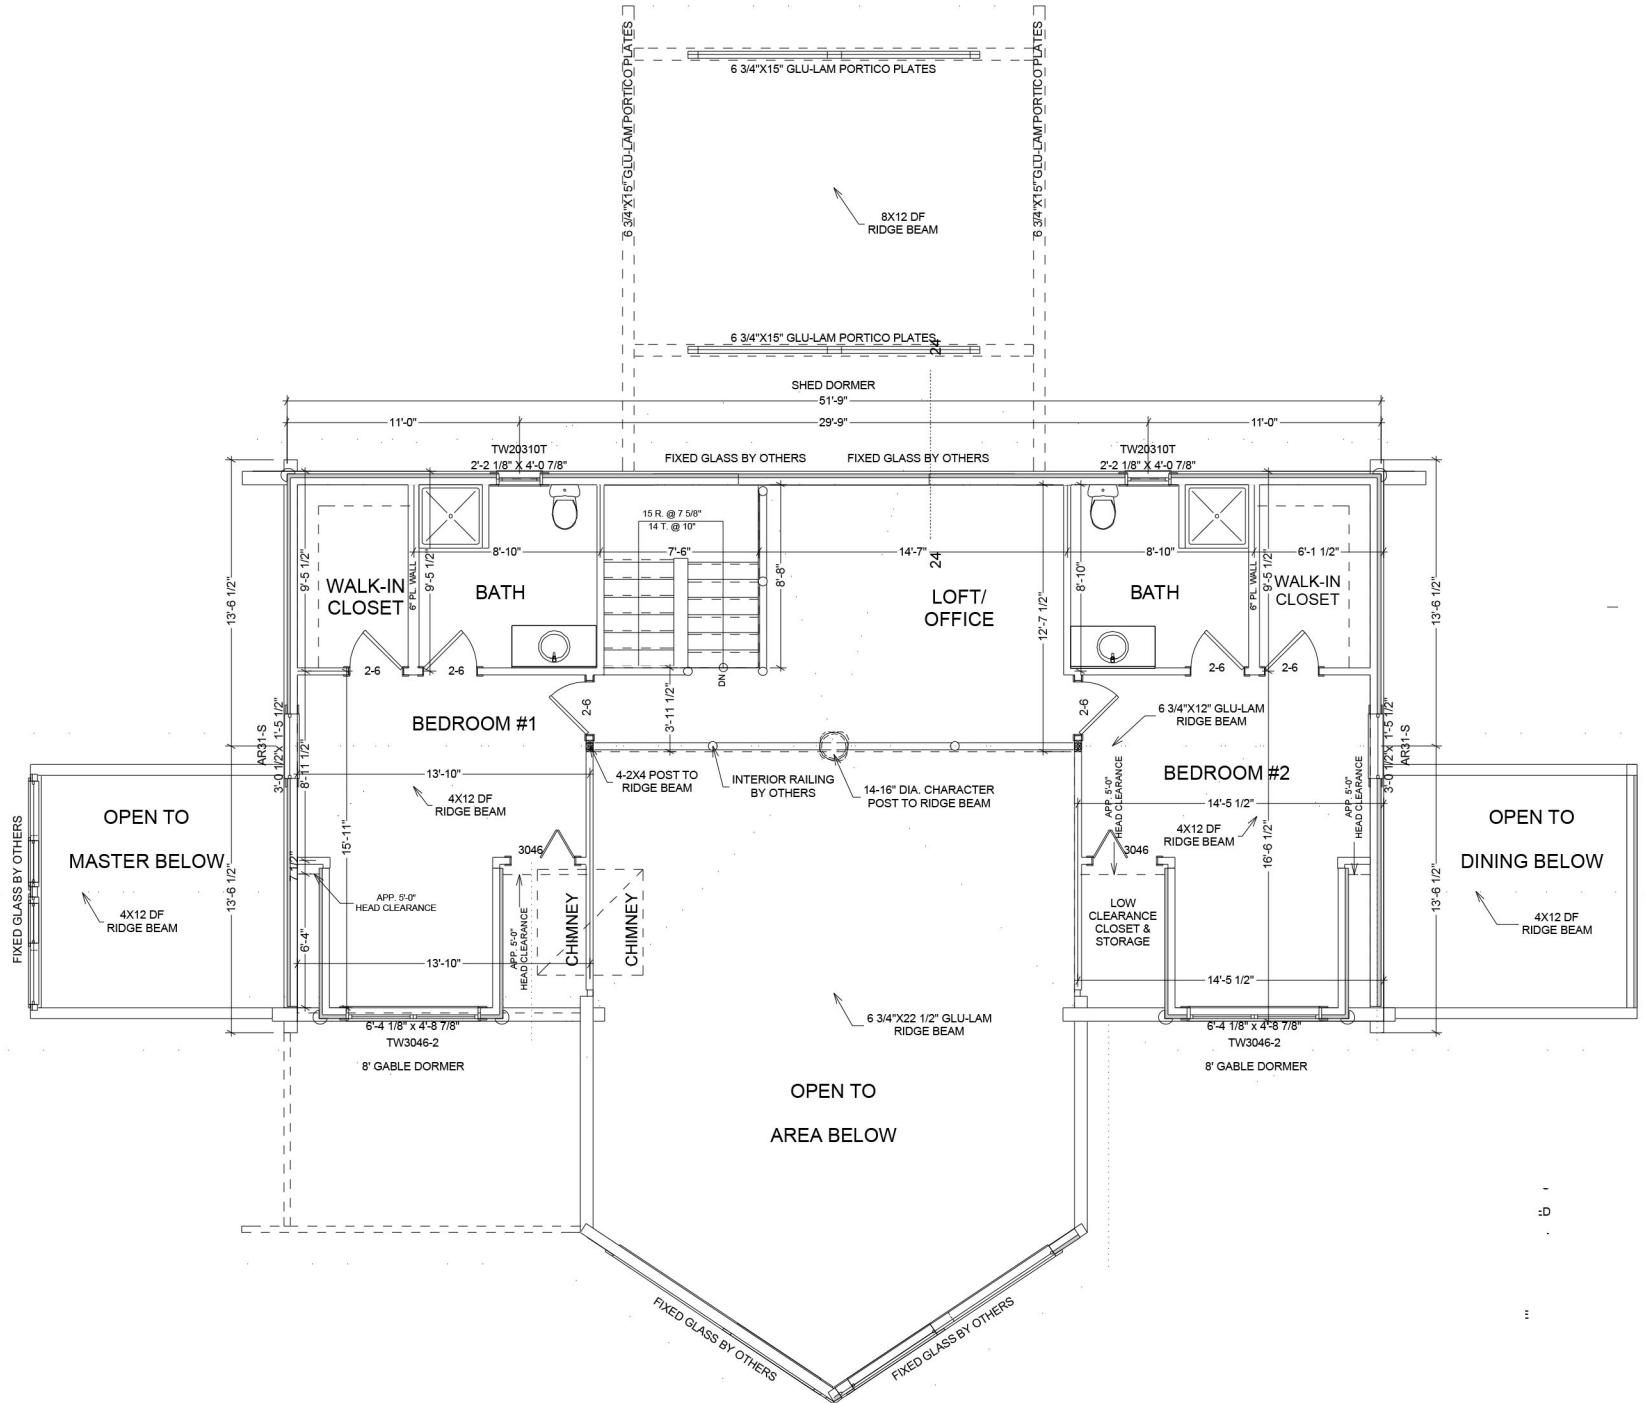 6 3/4"X15" GLU-LAM PORTICO PLATES
6 3/4"X15" GLU-LAM PORTICO PLATES
6 3/4"X15" GLU-LAM PORTICO PLATES
6 3/4"X15" GLU-LAM PORTICO PLATES
6 3/4"X15" GLU-LAM PORTICO PLATES
8X12 DF
RIDGE BEAM
6 3/4"X15" GLU-LAM PORTICO PLATES
24
SHED DORMER
51'-9"
11'-0"
29'-9"
11'-0"
TW20310T
2'-2 1/8" X 4'-0 7/8"
FIXED GLASS BY OTHERS
FIXED GLASS BY OTHERS
TW20310T
2'-2 1/8" X 4'-0 7/8"
15 R. @ 7 5/8"
14 T. @ 10"
8'-10"
7'-6"
14'-7"
24
8'-10"
6'-1 1/2"
13'-6 1/2"
9'-5 1/2"
WALK-IN
CLOSET
6" PL. WALL
9'-5 1/2"
BATH
8'-8"
LOFT/
OFFICE
12'-7 1/2"
8'-10"
BATH
6" PL. WALL
9'-5 1/2"
WALK-IN
CLOSET
13'-6 1/2"
2-6
2-6
DN
2-6
2-6
BEDROOM #1
2-6
3'-11 1/2"
2-6
6 3/4"X12" GLU-LAM
RIDGE BEAM
AR31-S
3'-0 1/2" X 1'-5 1/2"
8'-11 1/2"
13'-10"
4X12 DF
RIDGE BEAM
4-2X4 POST TO
RIDGE BEAM
INTERIOR RAILING
BY OTHERS
14-16" DIA. CHARACTER
POST TO RIDGE BEAM
APP. 5'-0"
HEAD CLEARANCE
BEDROOM #2
14'-5 1/2"
4X12 DF
RIDGE BEAM
APP. 5'-0"
HEAD CLEARANCE
3'-0 1/2" X 1'-5 1/2"
AR31-S
FIXED GLASS BY OTHERS
OPEN TO
MASTER BELOW
4X12 DF
RIDGE BEAM
13'-6 1/2"
7 1/2"
15'-11"
3046
APP. 5'-0"
HEAD CLEARANCE
6'-4"
13'-10"
APP. 5'-0"
HEAD CLEARANCE
CHIMNEY
CHIMNEY
3046
LOW
CLEARANCE
CLOSET &
STORAGE
16'-6 1/2"
14'-5 1/2"
13'-6 1/2"
OPEN TO
DINING BELOW
4X12 DF
RIDGE BEAM
6 3/4"X22 1/2" GLU-LAM
RIDGE BEAM
6'-4 1/8" x 4'-8 7/8"
TW3046-2
8' GABLE DORMER
6'-4 1/8" x 4'-8 7/8"
TW3046-2
8' GABLE DORMER
OPEN TO
AREA BELOW
FIXED GLASS BY OTHERS
FIXED GLASS BY OTHERS